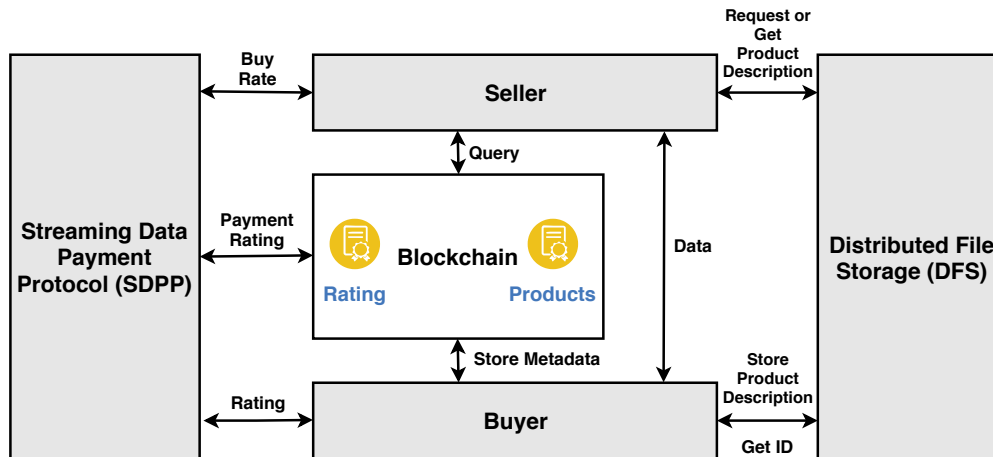 Request or
Get
Product
Description
Buy
Rate
Seller
Query
Streaming Data
Payment
Protocol (SDPP)
Payment
Rating
Blockchain
Rating
Products
Data
Distributed File
Storage (DFS)
Store Metadata
Store
Product
Description
Rating
Buyer
Get ID